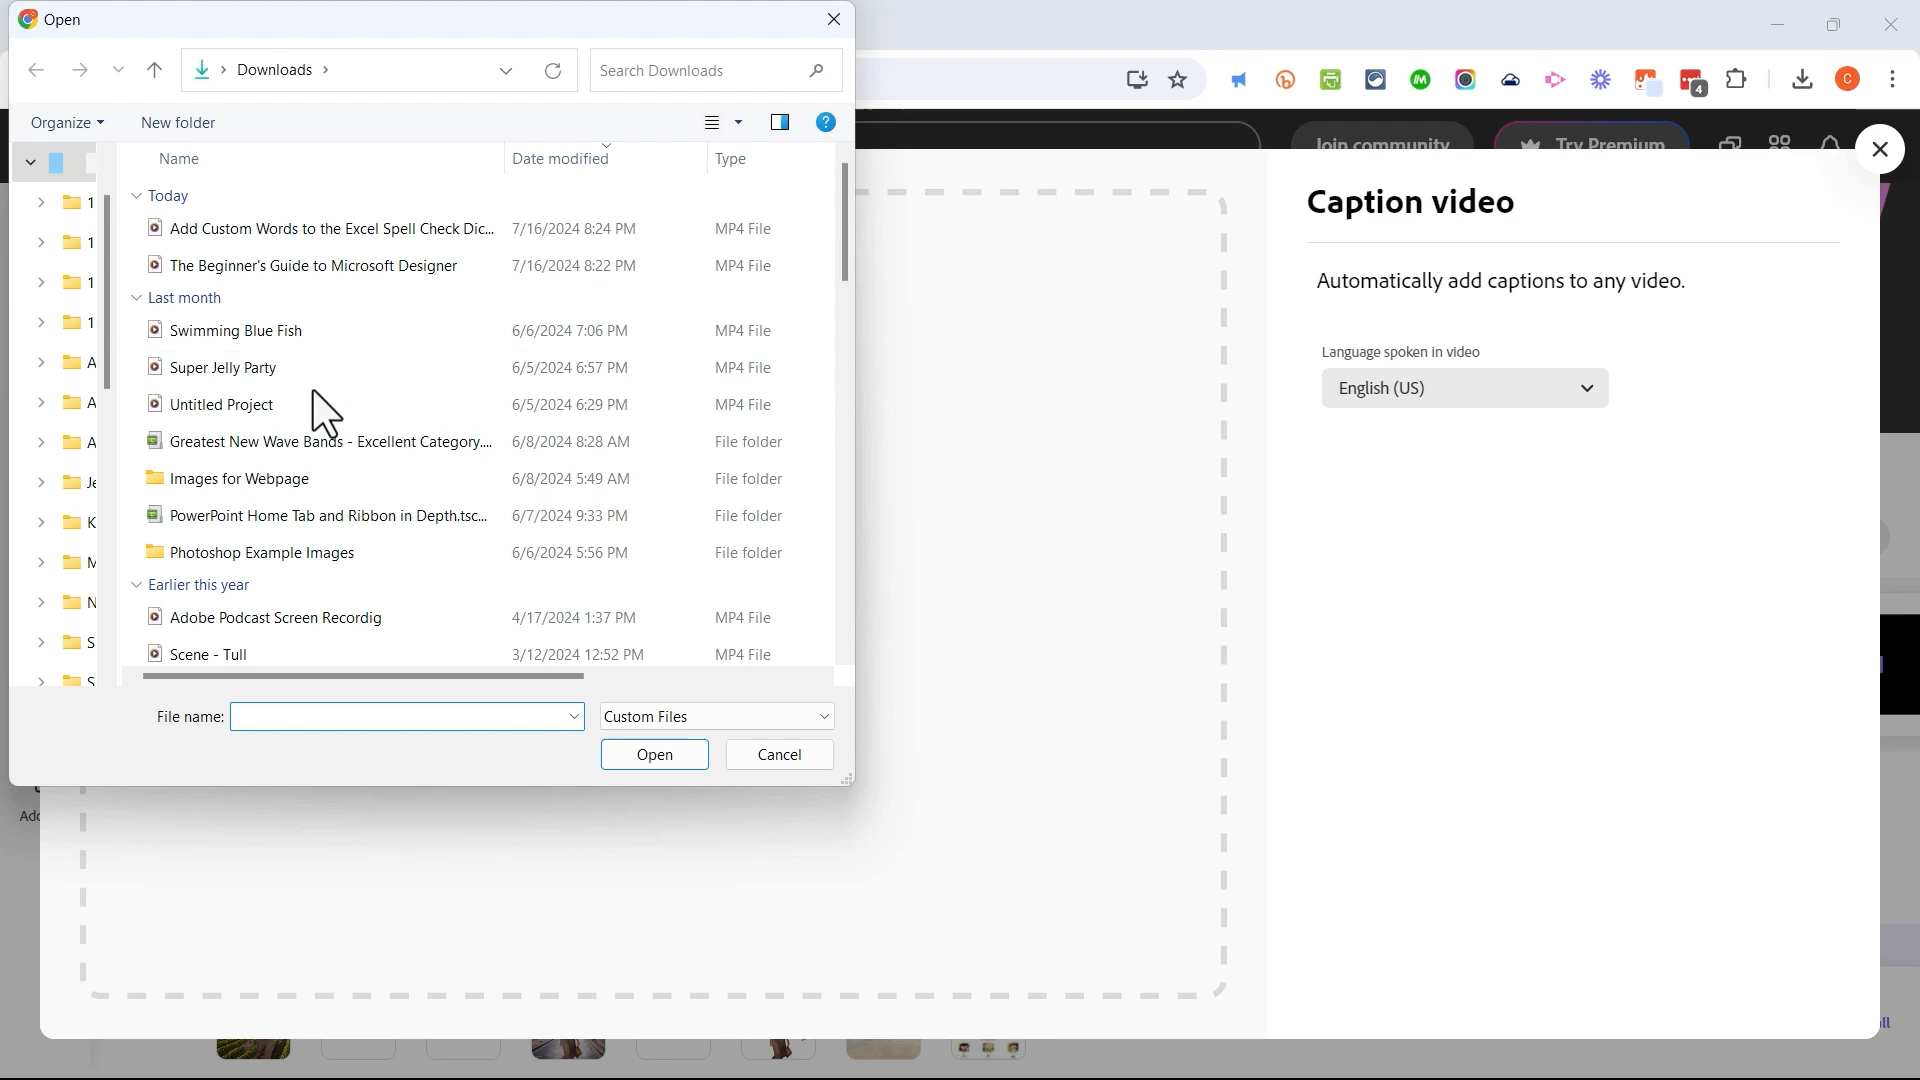 Open
Downloads
Search Downloads
Organize
New folder
Name
Date modified
Type
Today
Add Custom Words to the Excel Spell Check Dic...
7/16/2024 8:24 PM
MP4 File
The Beginner's Guide to Microsoft Designer
7/16/2024 8:22 PM
MP4 File
Last month
Swimming Blue Fish
6/6/2024 7:06 PM
MP4 File
Super Jelly Party
6/5/2024 6:57 PM
MP4 File
Untitled Project
6/5/2024 6:29 PM
MP4 File
Greatest New Wave Bands - Excellent Category....
6/8/2024 8:28 AM
File folder
Images for Webpage
6/8/2024 5:49 AM
File folder
PowerPoint Home Tab and Ribbon in Depth.tsc...
6/7/2024 9:33 PM
File folder
Photoshop Example Images
6/6/2024 5:56 PM
File folder
Earlier this year
Adobe Podcast Screen Recordig
4/17/2024 1:37 PM
MP4 File
Scene - Tull
3/12/2024 12:52 PM
MP4 File
File name:
Custom Files
Open
Cancel
4
C
Join community
Try Premium
Caption video
Automatically add captions to any video.
Language spoken in video
English (US)